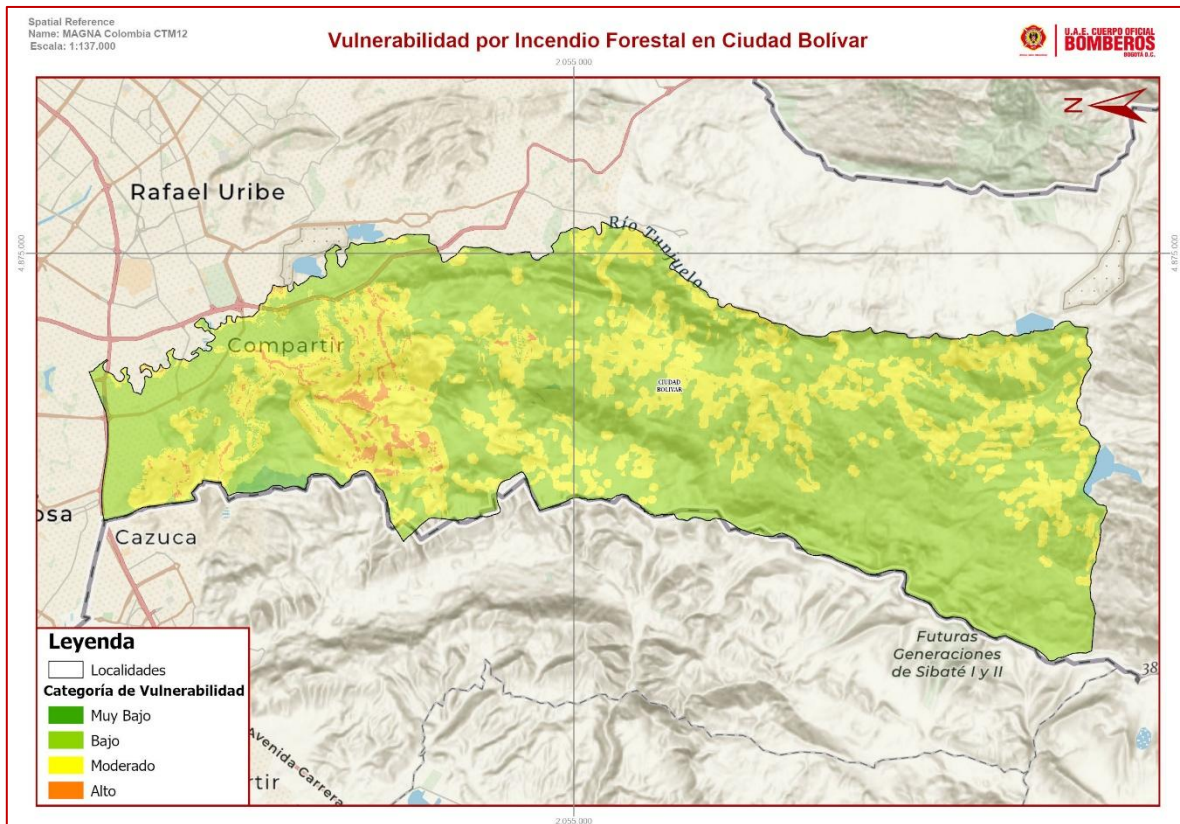 Spatial Reference
Name: MAGNA Colombia CTM12
Escala: 1:137.000
Vulnerabilidad por Incendio Forestal en Ciudad Bolívar
U.A.E. CUERPO OFICIAL
BOMBEROS
BOGOTÁ D.C.
2.055.000
N
Rafael Uribe
Río Tunjuelo
4.875.000
4.875.000
Compartir
CIUDAD
BOLIVAR
osa
Cazuca
Futuras
Generaciones
de Sibaté I y II
38
Leyenda
Localidades
Categoría de Vulnerabilidad
Muy Bajo
Bajo
Moderado
Alto
Avenida Carrera
rtir
2.055.000